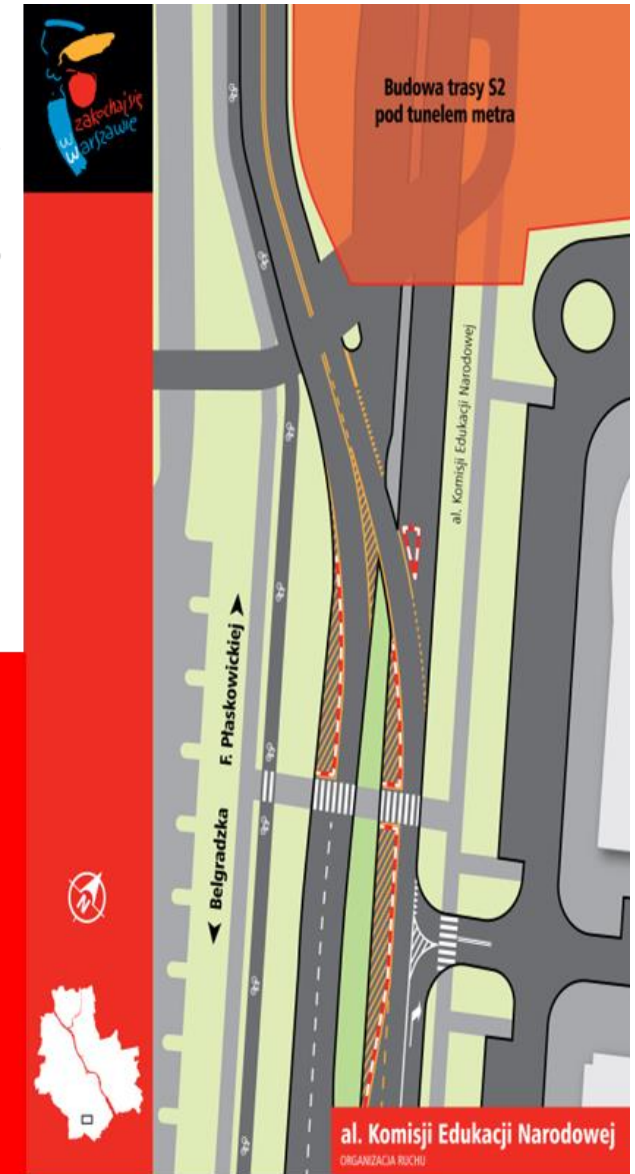 zakochaj się
w
warszawie
Budowa trasy S2
pod tunelem metra
al. Komisji Edukacji Narodowej
F. Płaskowickiej
Belgradzka
N
al. Komisji Edukacji Narodowej
ORGANIZACJA RUCHU